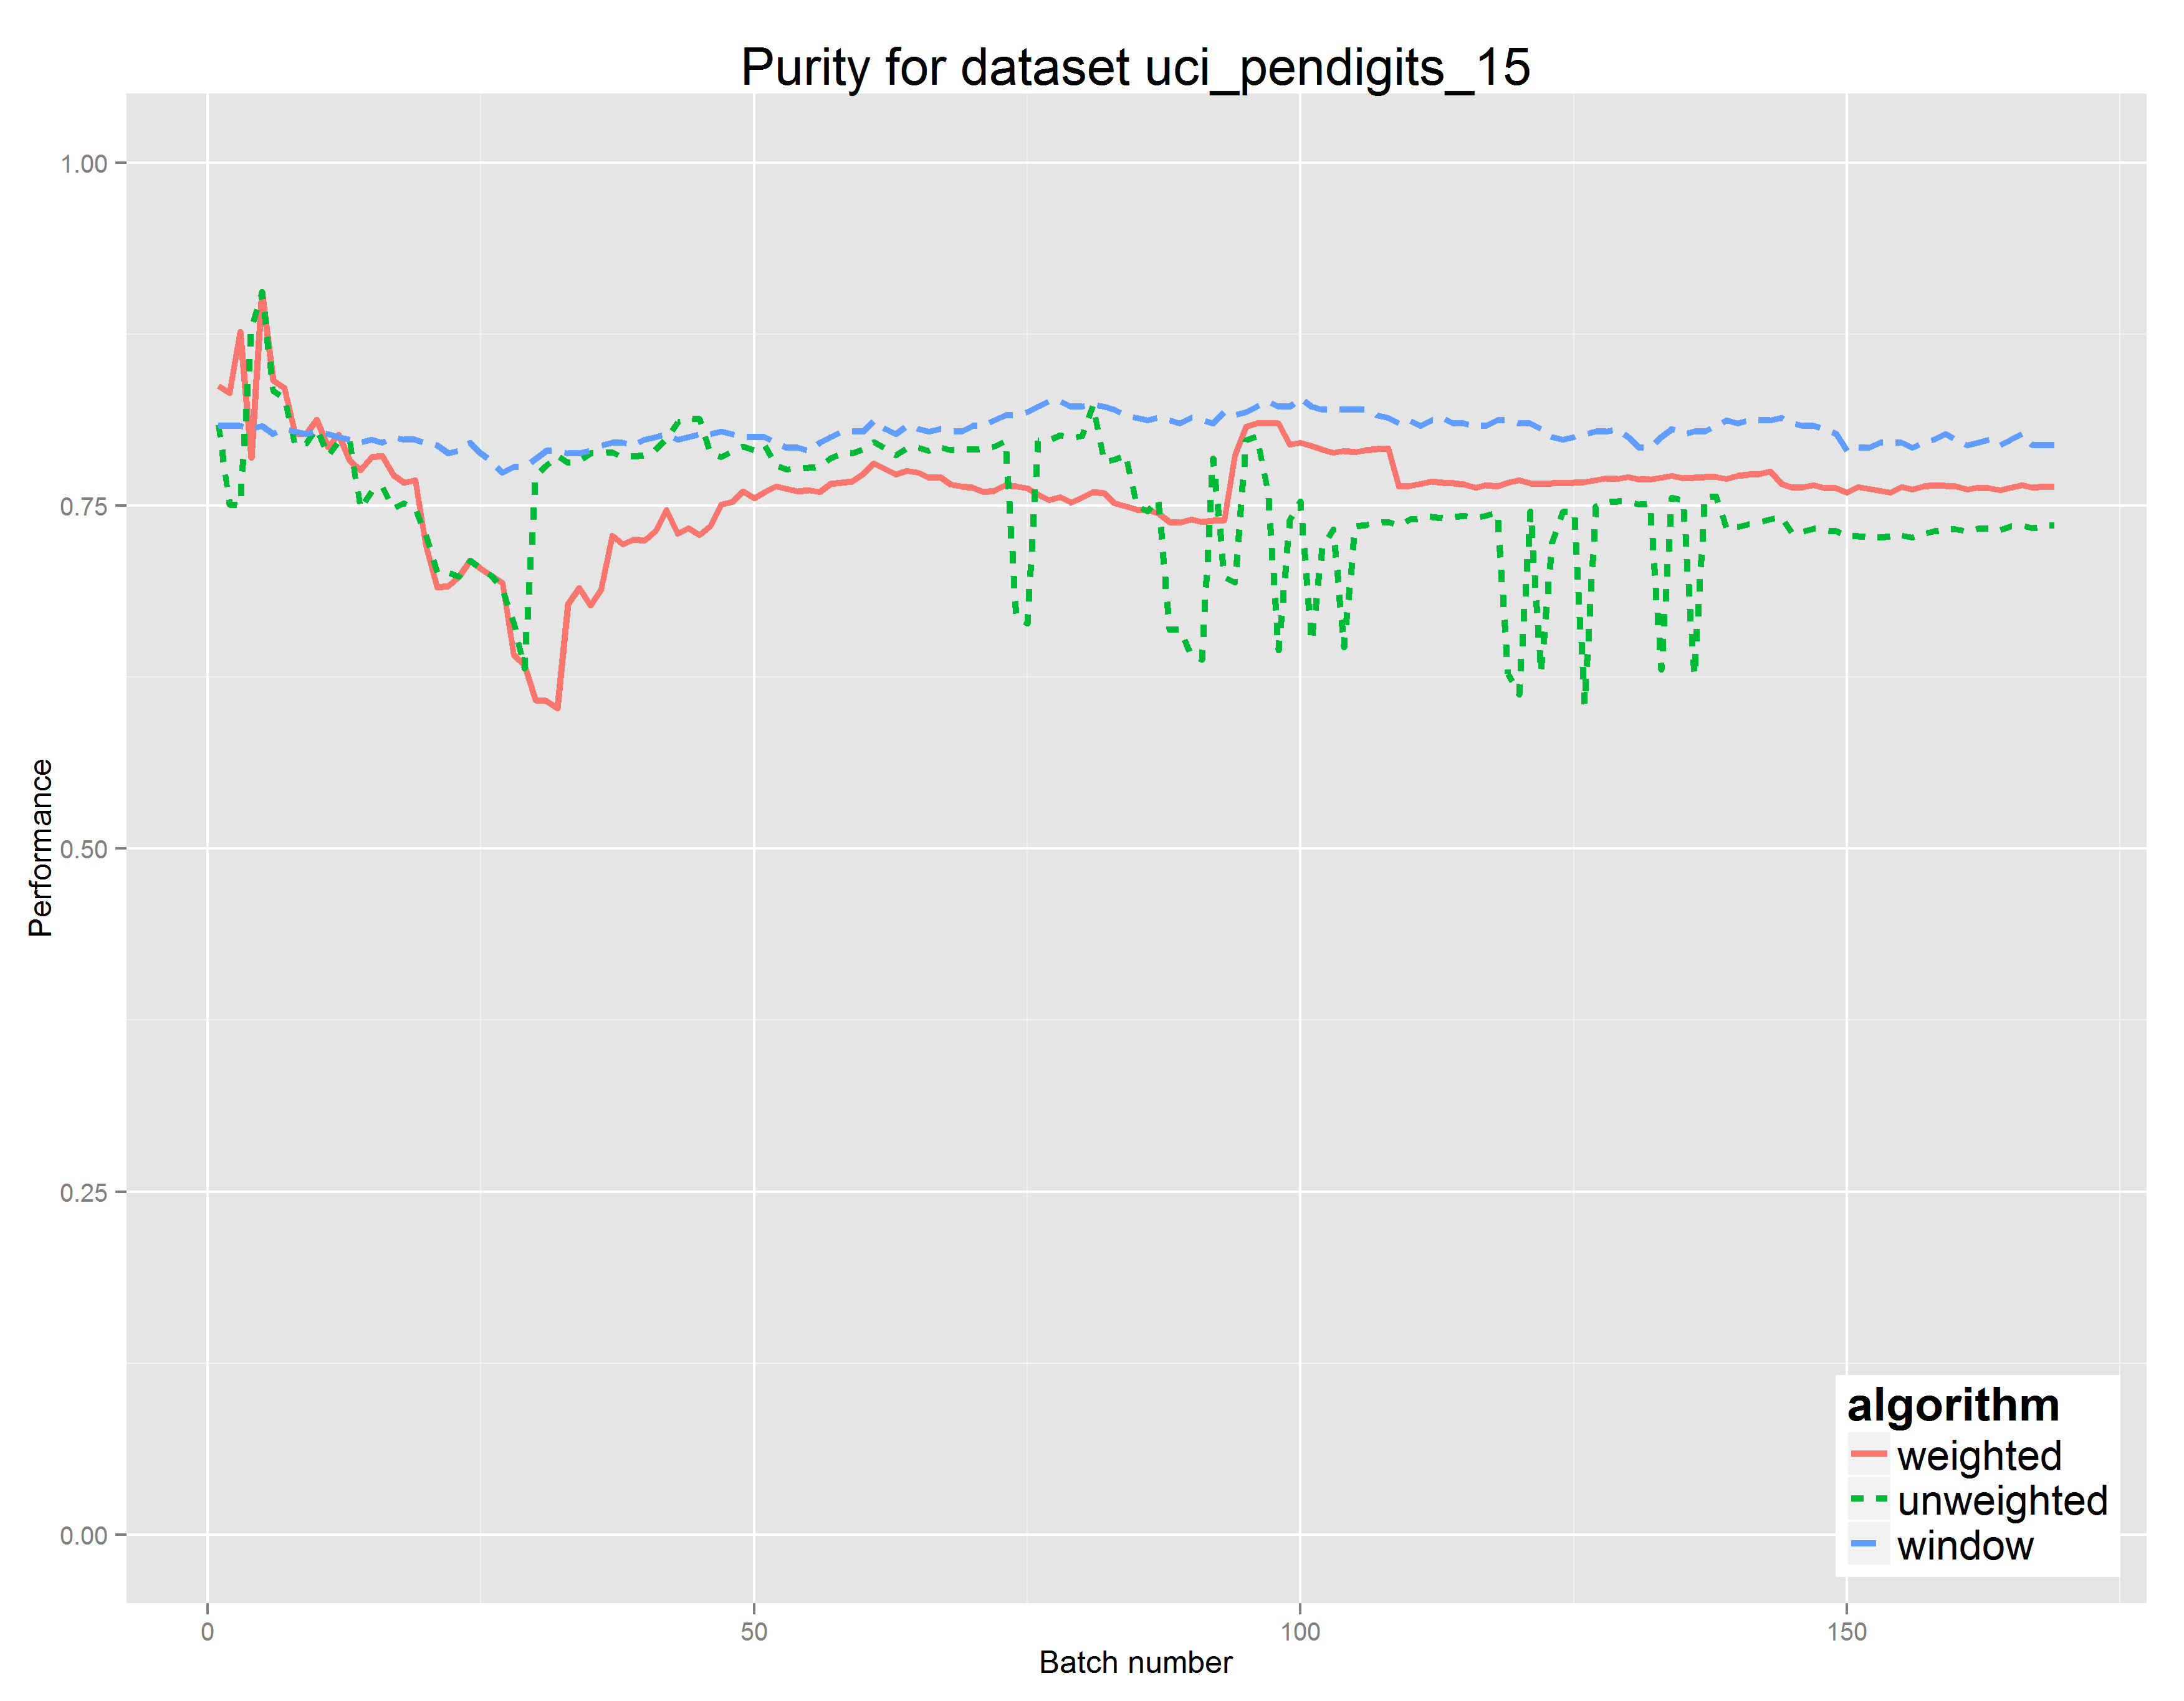 Purity for dataset uci_pendigits_15
1.00
0.75
0.50
0.25
0.00
Performance
0
50
100
150
Batch number
algorithm
weighted
unweighted
window